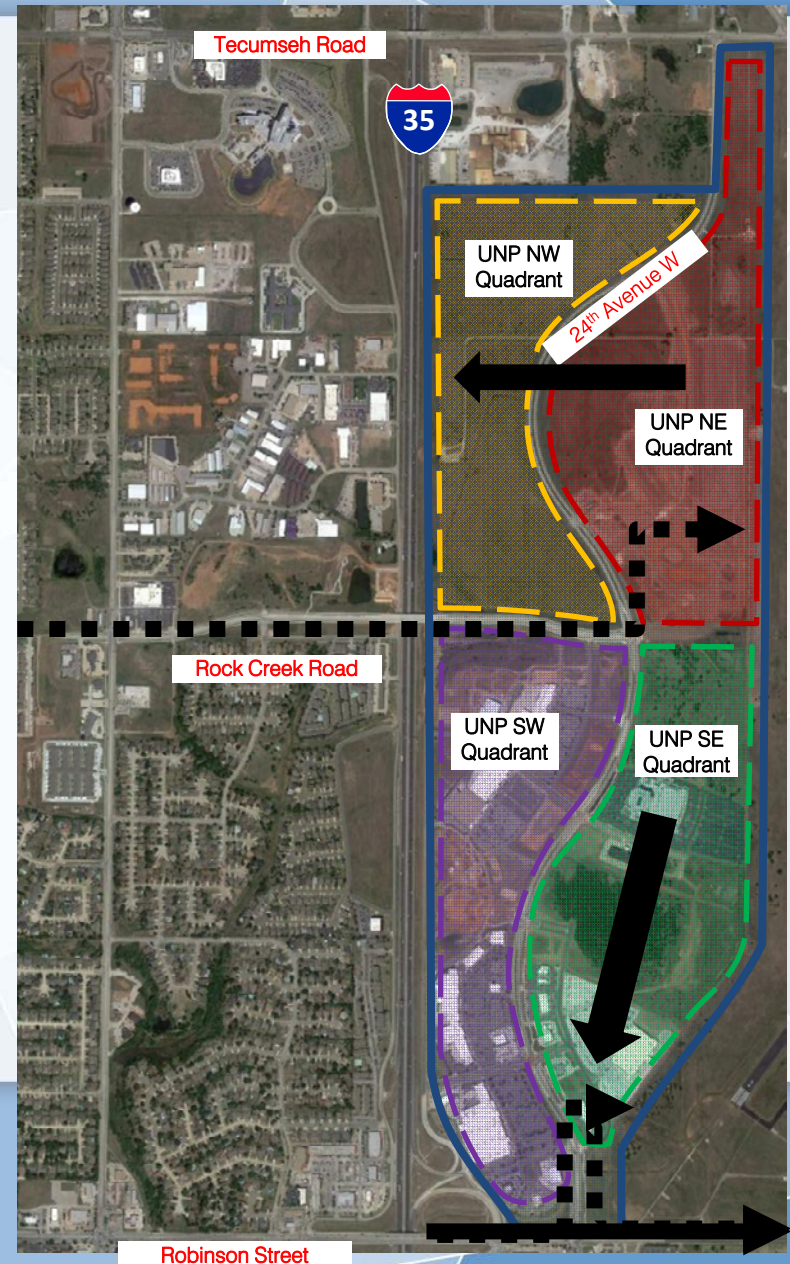 Tecumseh Road
35
UNP NW
Quadrant
24th Avenue W
UNP NE
Quadrant
Rock Creek Road
UNP SW
Quadrant
UNP SE
Quadrant
Robinson Street